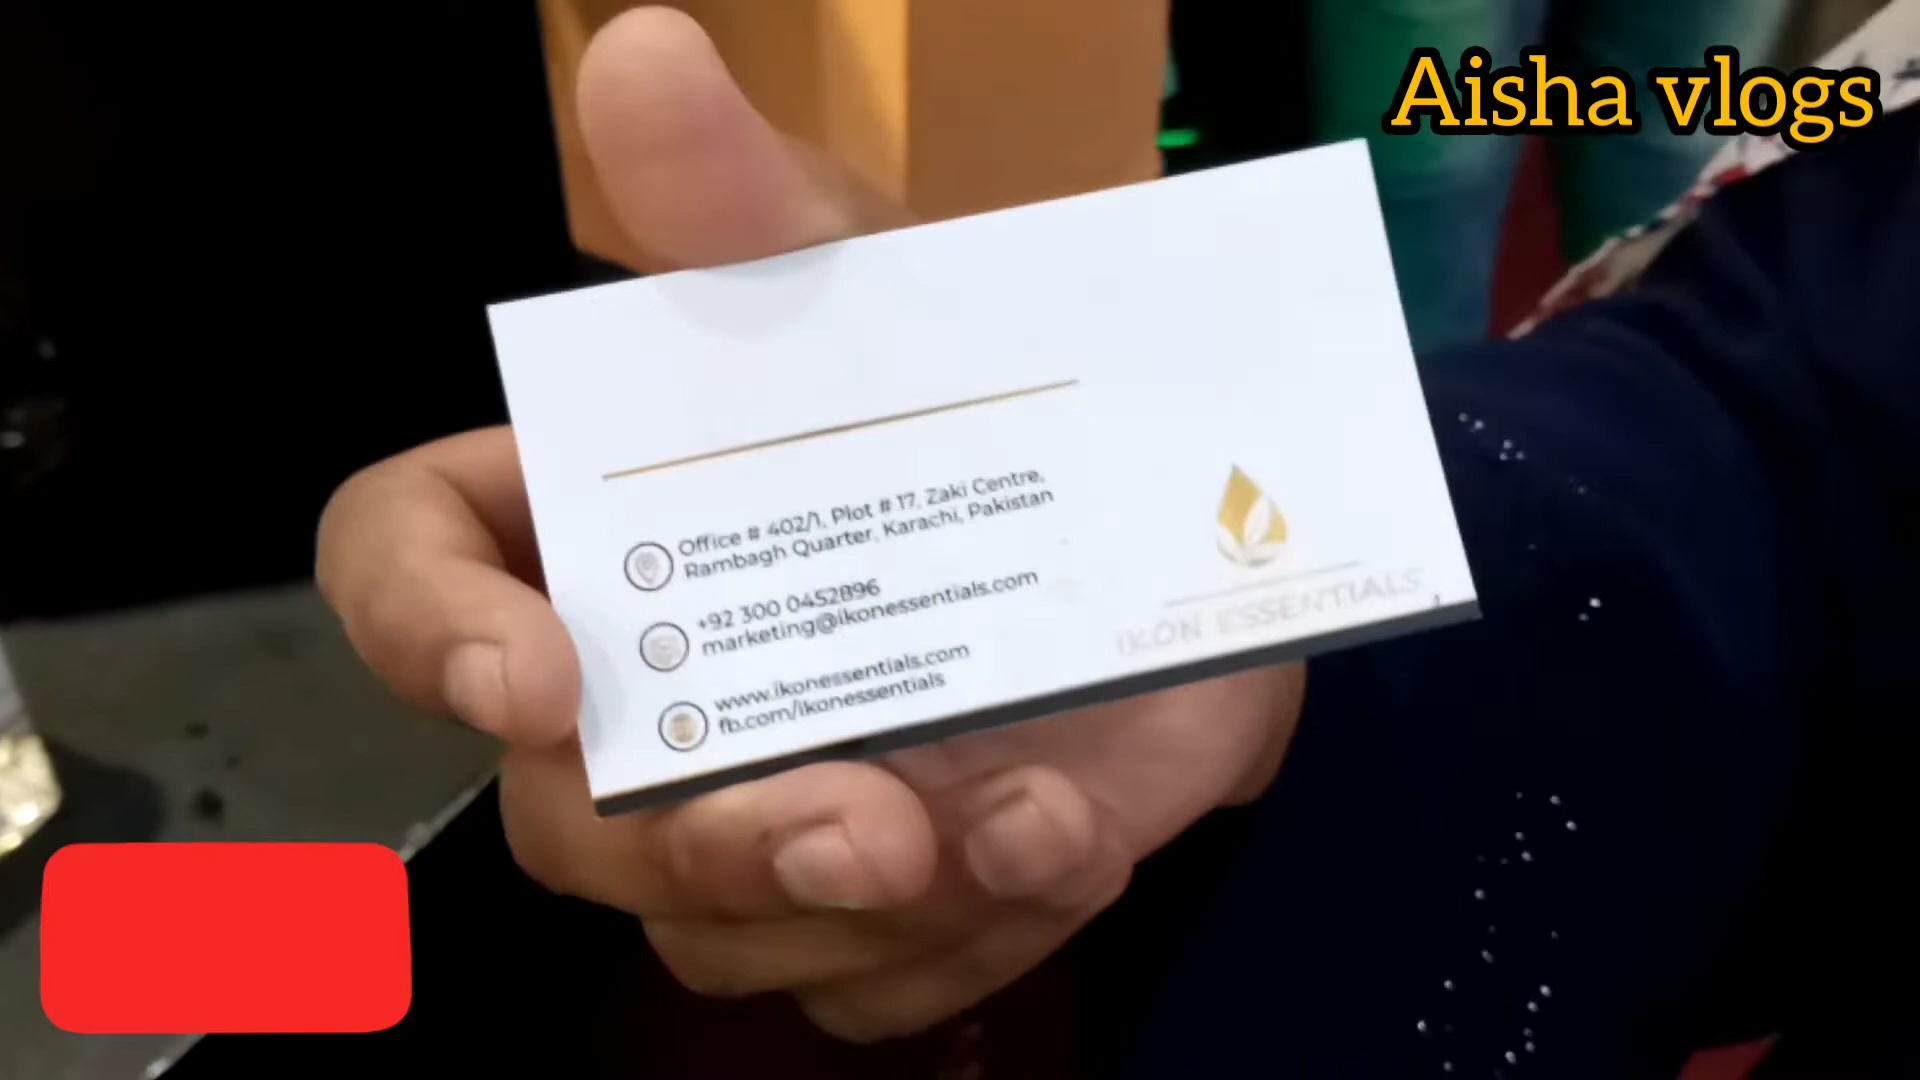 Aisha vlogs
Office # 402/1, Plot # 17, Zaki Centre,
Rambagh Quarter, Karachi, Pakistan
+92 300 0452896
marketing@ikonessentials.com
www.ikonessentials.com
fb.com/ikonessentials
IKON ESSENTIALS